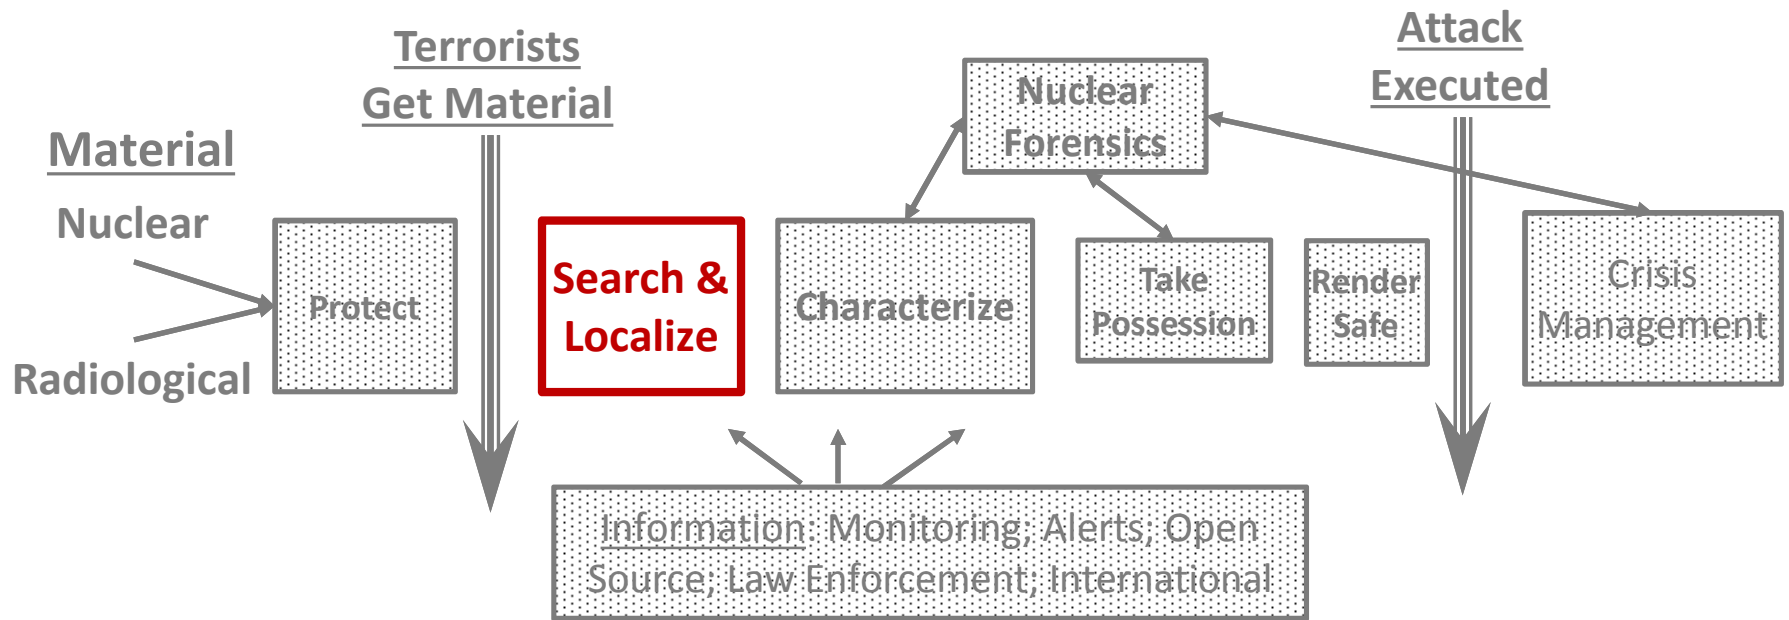 Material
Nuclear
Radiological
Protect
Terrorists
Get Material
Search &
Localize
Characterize
Nuclear
Forensics
Take
Possession
Render
Safe
Attack
Executed
Crisis
Management
Information: Monitoring; Alerts; Open
Source; Law Enforcement; International